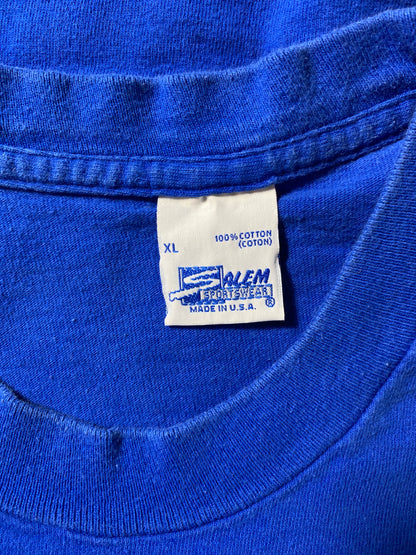 XL 100% COTTON
(COTON)
SALEM
SPORTSWEAR
®
MADE IN U.S.A.